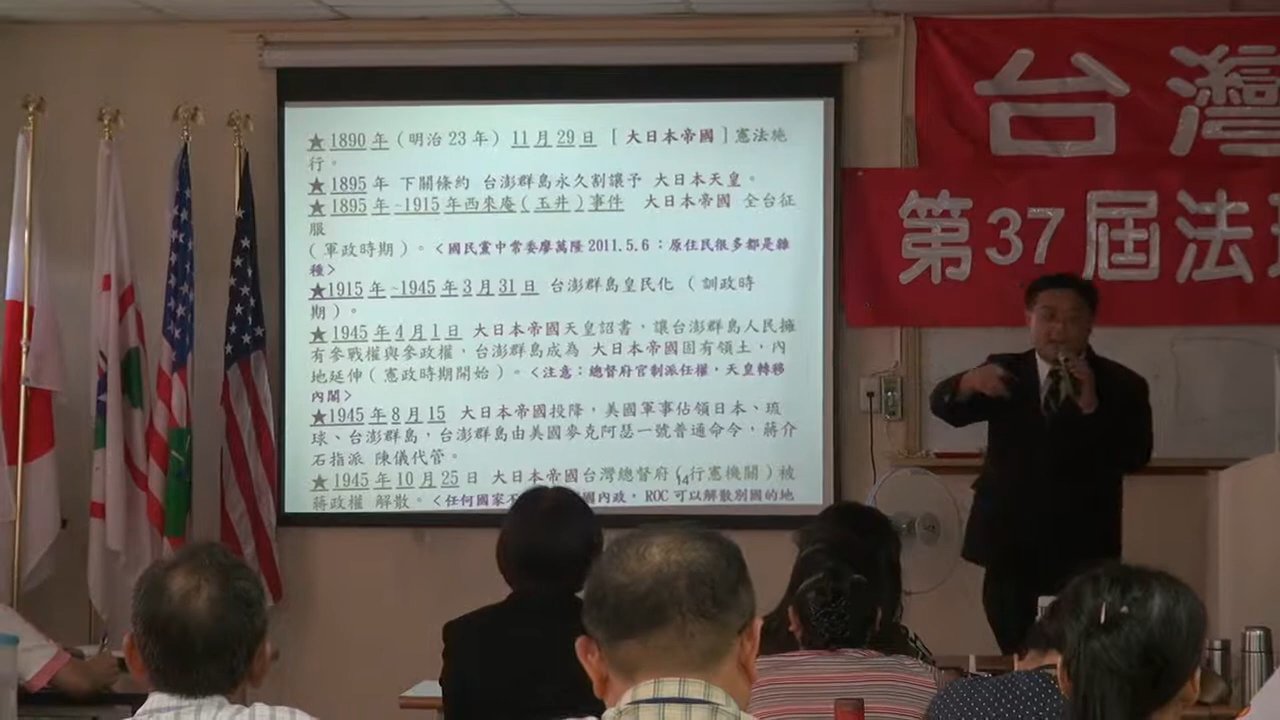 ★1890年(明治23年) 11月29日 [大日本帝國]憲法施
行。
★1895年 下關條約 台澎群島永久割讓予 大日本天皇。
★1895年~1915年西來庵(玉井)事件 大日本帝國 全台征
服
(軍政時期)。<國民黨中常委廖萬隆2011.5.6:原住民很多都是雜
種>
★1915年~1945年3月31日 台澎群島皇民化 (訓政時
期)。
★1945年4月1日 大日本帝國天皇詔書,讓台澎群島人民擁
有參戰權與參政權,台澎群島成為 大日本帝國固有領土,內
地延伸(憲政時期開始)。<注意:總督府官制派任權,天皇轉移
內閣>
★1945年8月15 大日本帝國投降,美國軍事佔領日本、琉
球、台澎群島,台澎群島由美國麥克阿瑟一號普通命令,蔣介
石指派 陳儀代管。
★1945年10月25日 大日本帝國台灣總督府(行憲機關)被
蔣政權 解散。<任何國家不 國內政,ROC可以解散別國的地
14
台灣
第37屆法